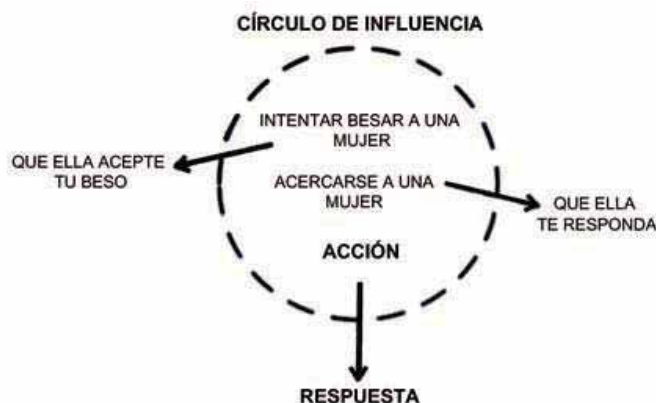 CÍRCULO DE INFLUENCIA
INTENTAR BESAR A UNA
MUJER
QUE ELLA ACEPTE
TU BESO
ACERCARSE A UNA
MUJER
QUE ELLA
TE RESPONDA
ACCIÓN
RESPUESTA